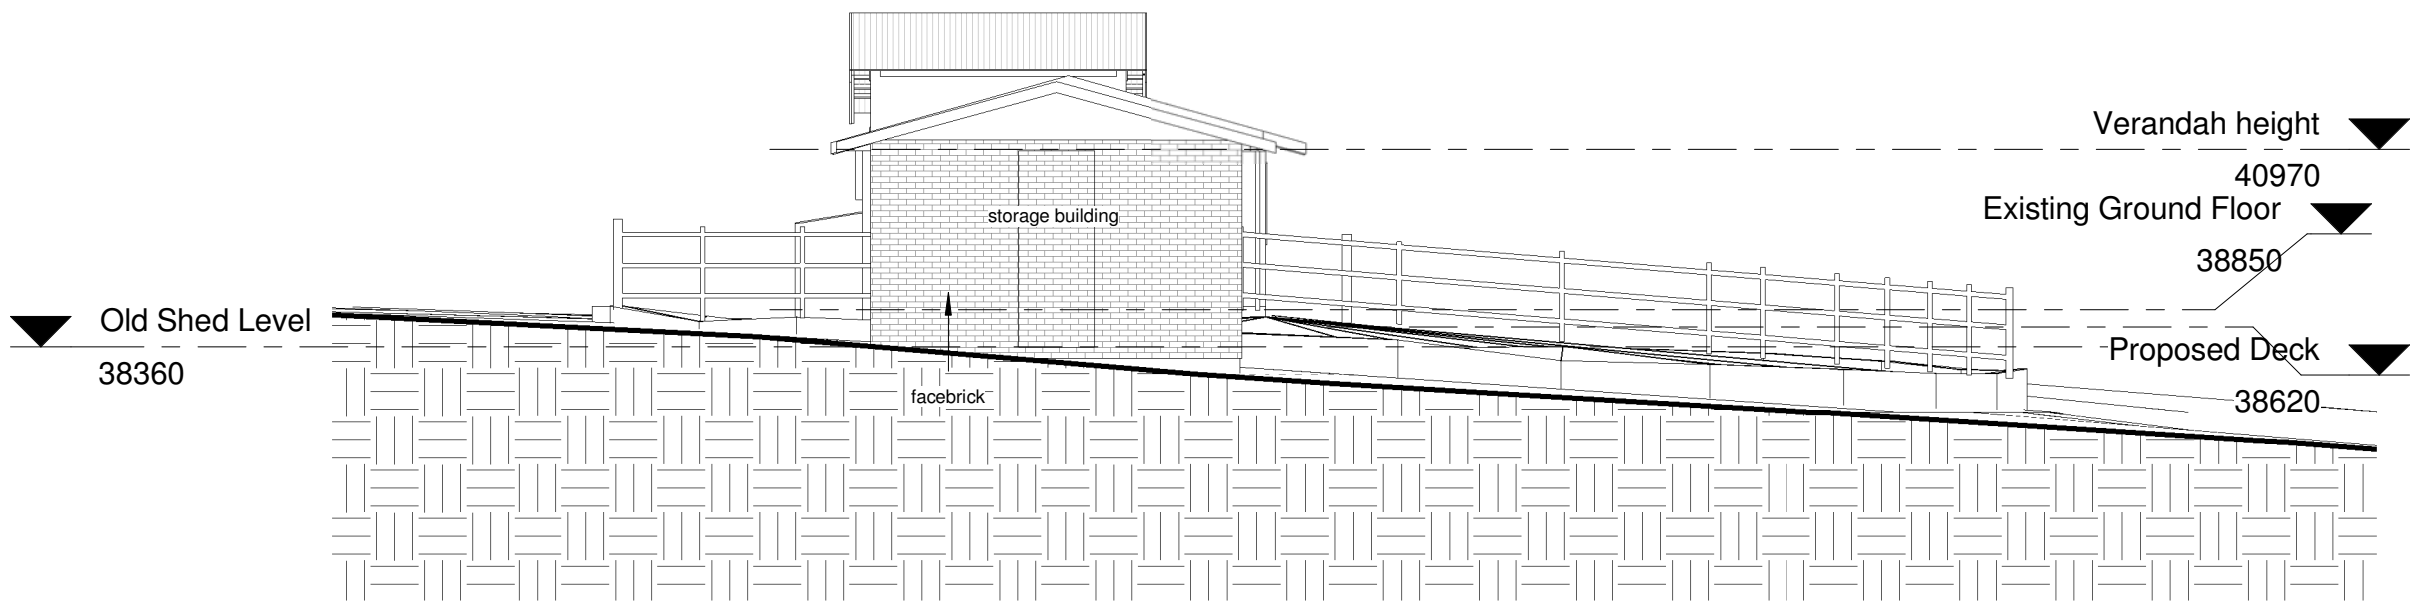 Verandah height
40970
Existing Ground Floor
38850
storage building
Old Shed Level
38360
Proposed Deck
38620
facebrick